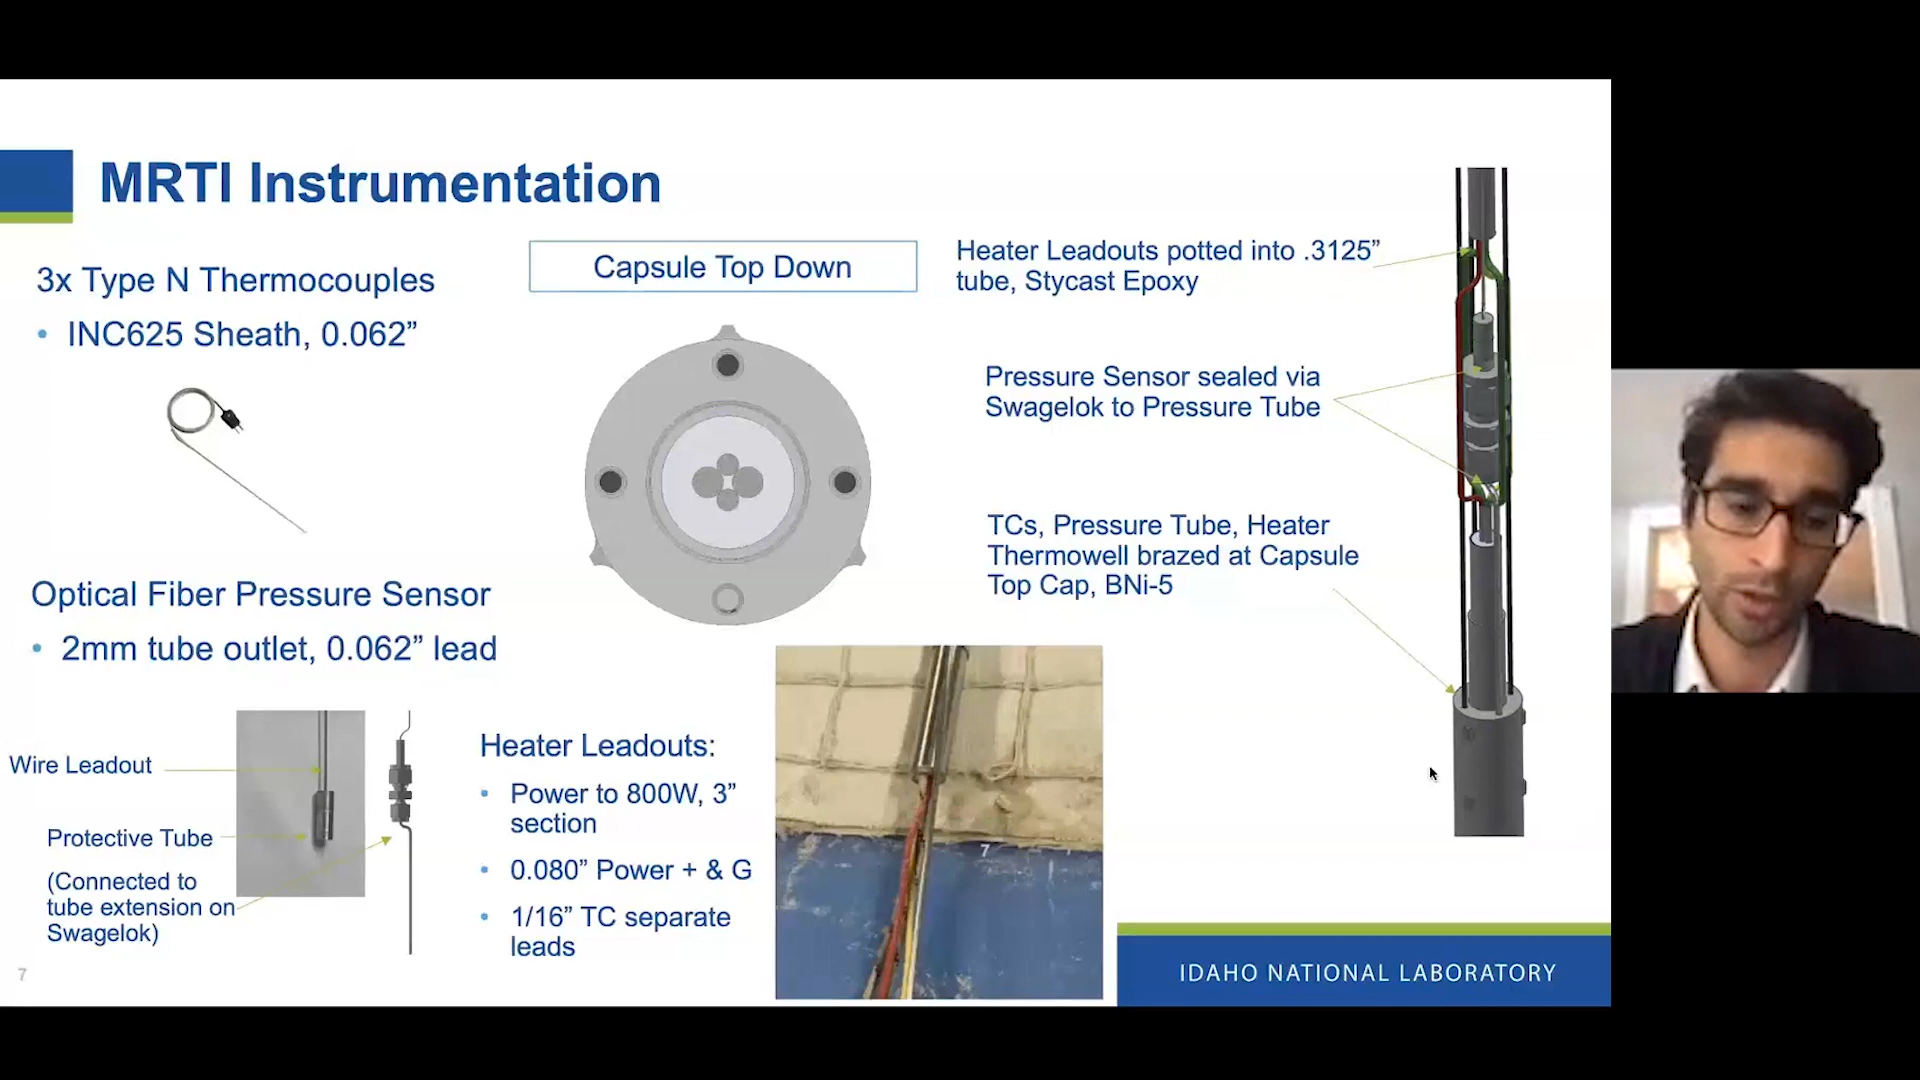 MRTI Instrumentation
3x Type N Thermocouples
• INC625 Sheath, 0.062”
Optical Fiber Pressure Sensor
• 2mm tube outlet, 0.062” lead
Wire Leadout
Protective Tube
(Connected to
tube extension on
Swagelok)
7
Capsule Top Down
Heater Leadouts:
• Power to 800W, 3”
section
• 0.080” Power + & G
• 1/16” TC separate
leads
7
Heater Leadouts potted into .3125”
tube, Stycast Epoxy
Pressure Sensor sealed via
Swagelok to Pressure Tube
TCs, Pressure Tube, Heater
Thermowell brazed at Capsule
Top Cap, BNi-5
IDAHO NATIONAL LABORATORY